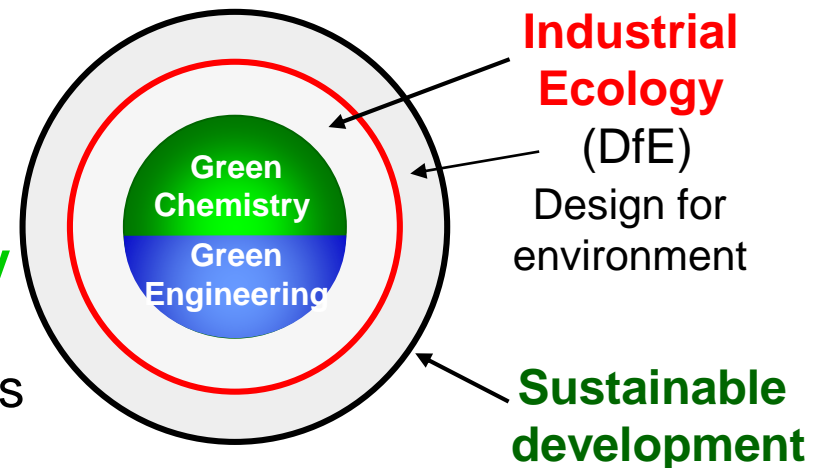 Industrial
Ecology
(DfE)
Design for
environment
Green
Chemistry
Green
Engineering
y
s
Sustainable
development